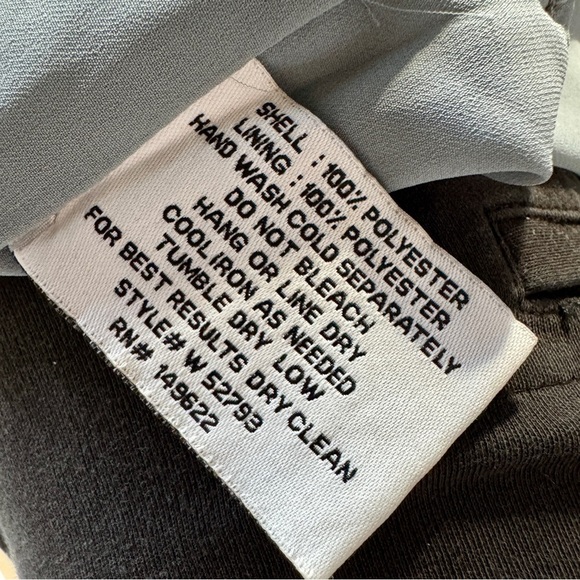 SHELL : 100% POLYESTER
LINING : 100% POLYESTER
HAND WASH COLD SEPARATELY
DO NOT BLEACH
HANG OR LINE DRY
COOL IRON AS NEEDED
TUMBLE DRY LOW
FOR BEST RESULTS DRY CLEAN
STYLE# W 52793
RN# 149622